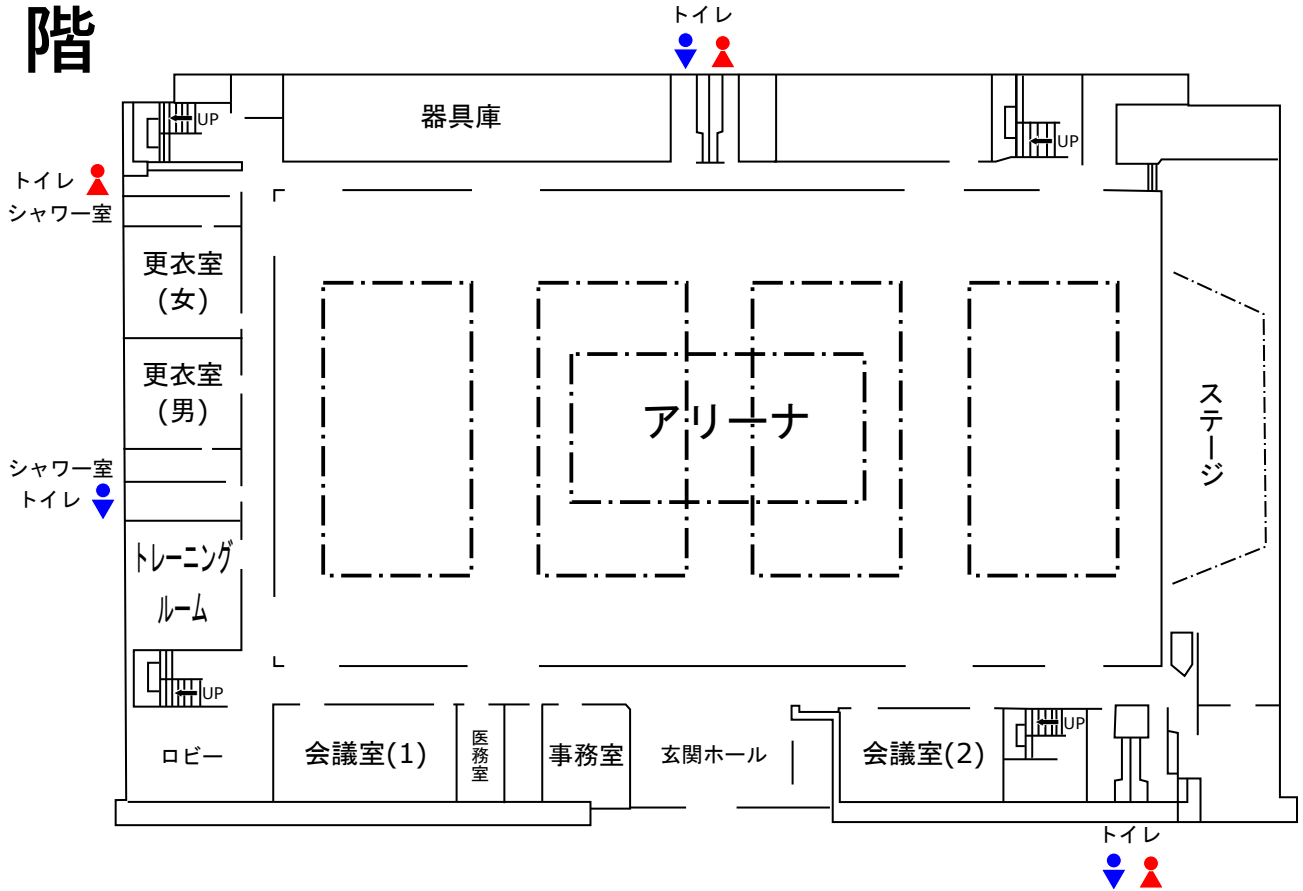 階
トイレ
器具庫
UP
UP
トイレ
シャワー室
更衣室
(女)
更衣室
(男)
アリーナ
ステージ
シャワー室
トイレ
トレーニング
ルーム
UP
UP
ロビー
会議室(1)
医務室
事務室
玄関ホール
会議室(2)
トイレ